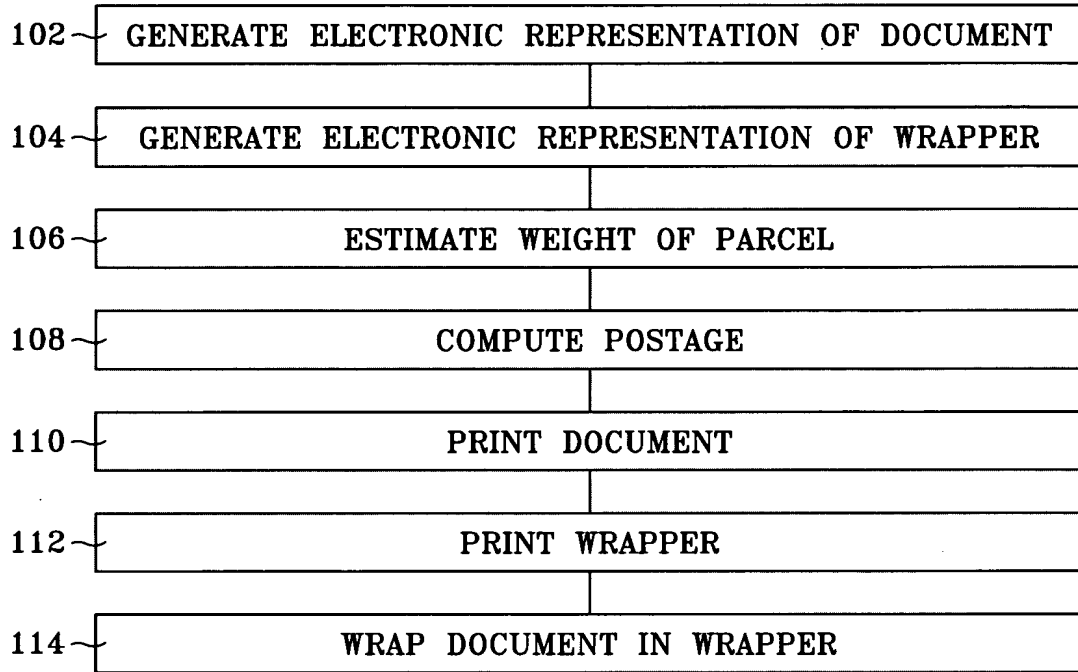 102 GENERATE ELECTRONIC REPRESENTATION OF DOCUMENT
104 GENERATE ELECTRONIC REPRESENTATION OF WRAPPER
106 ESTIMATE WEIGHT OF PARCEL
108 COMPUTE POSTAGE
110 PRINT DOCUMENT
112 PRINT WRAPPER
114 WRAP DOCUMENT IN WRAPPER